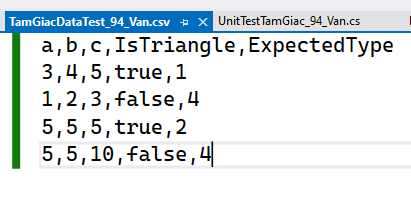 TamGiacDataTest_94_Van.csv UnitTestTamGiac_94_Van.cs
a,b,c,IsTriangle,ExpectedType
3,4,5,true,1
1,2,3,false,4
5,5,5,true,2
5,5,10,false,4